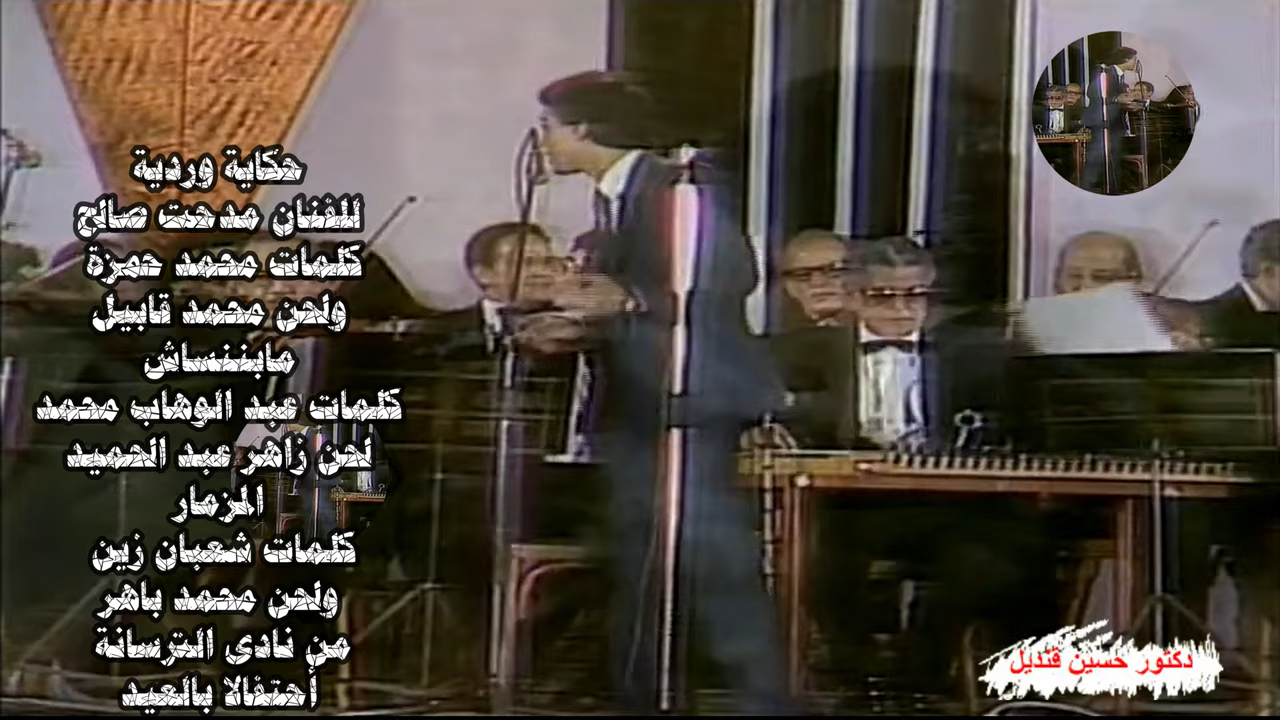 حكاية وردية
للفنان مدحت صالح
كلمات محمد حمزة
ولحن محمد قابيل
مابننساش
كلمات عبد الوهاب محمد
لحن زاهر عبد الحميد
المزمار
كلمات شعبان زين
ولحن محمد باهر
من نادى الترسانة
أحتفالا بالعيد
دكتور حسين قنديل